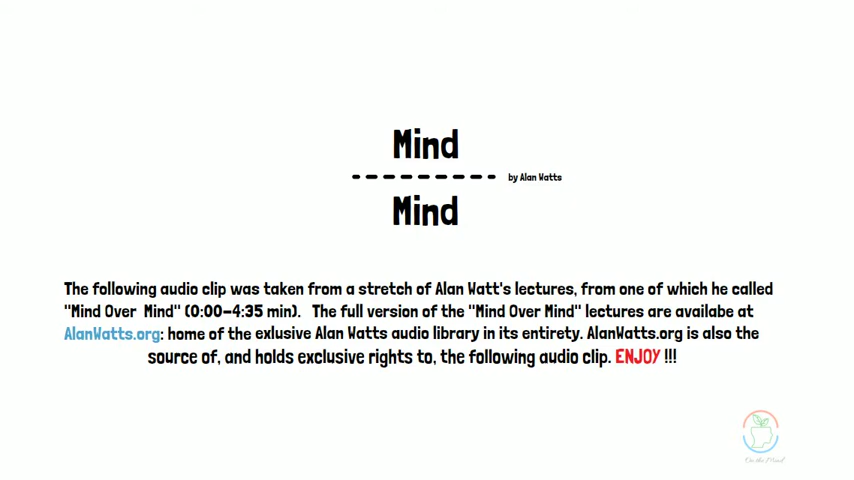 Mind
by Alan Watts
Mind
The following audio clip was taken from a stretch of Alan Watt's lectures, from one of which he called
"Mind Over Mind" (0:00-4:35 min). The full version of the "Mind Over Mind" lectures are availabe at
AlanWatts.org: home of the exlusive Alan Watts audio library in its entirety. AlanWatts.org is also the
source of, and holds exclusive rights to, the following audio clip. ENJOY !!!
On the Mind